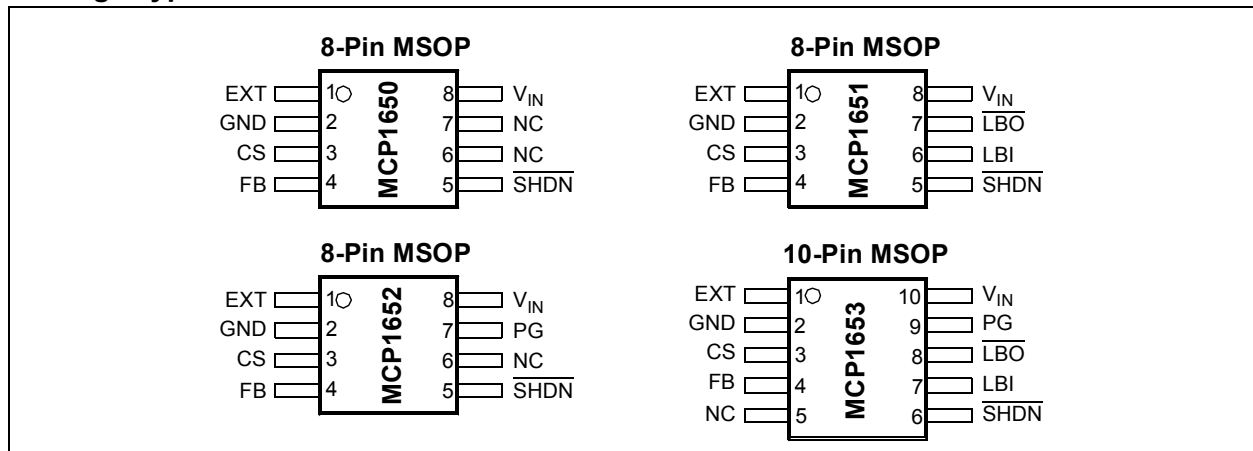 8-Pin MSOP
EXT 1 8 VIN
GND 2 7 NC
CS 3 6 NC
FB 4 5 SHDN
MCP1650
8-Pin MSOP
EXT 1 8 VIN
GND 2 7 LBO
CS 3 6 LBI
FB 4 5 SHDN
MCP1651
8-Pin MSOP
EXT 1 8 VIN
GND 2 7 PG
CS 3 6 NC
FB 4 5 SHDN
MCP1652
10-Pin MSOP
EXT 1 10 VIN
GND 2 9 PG
CS 3 8 LBO
FB 4 7 LBI
NC 5 6 SHDN
MCP1653